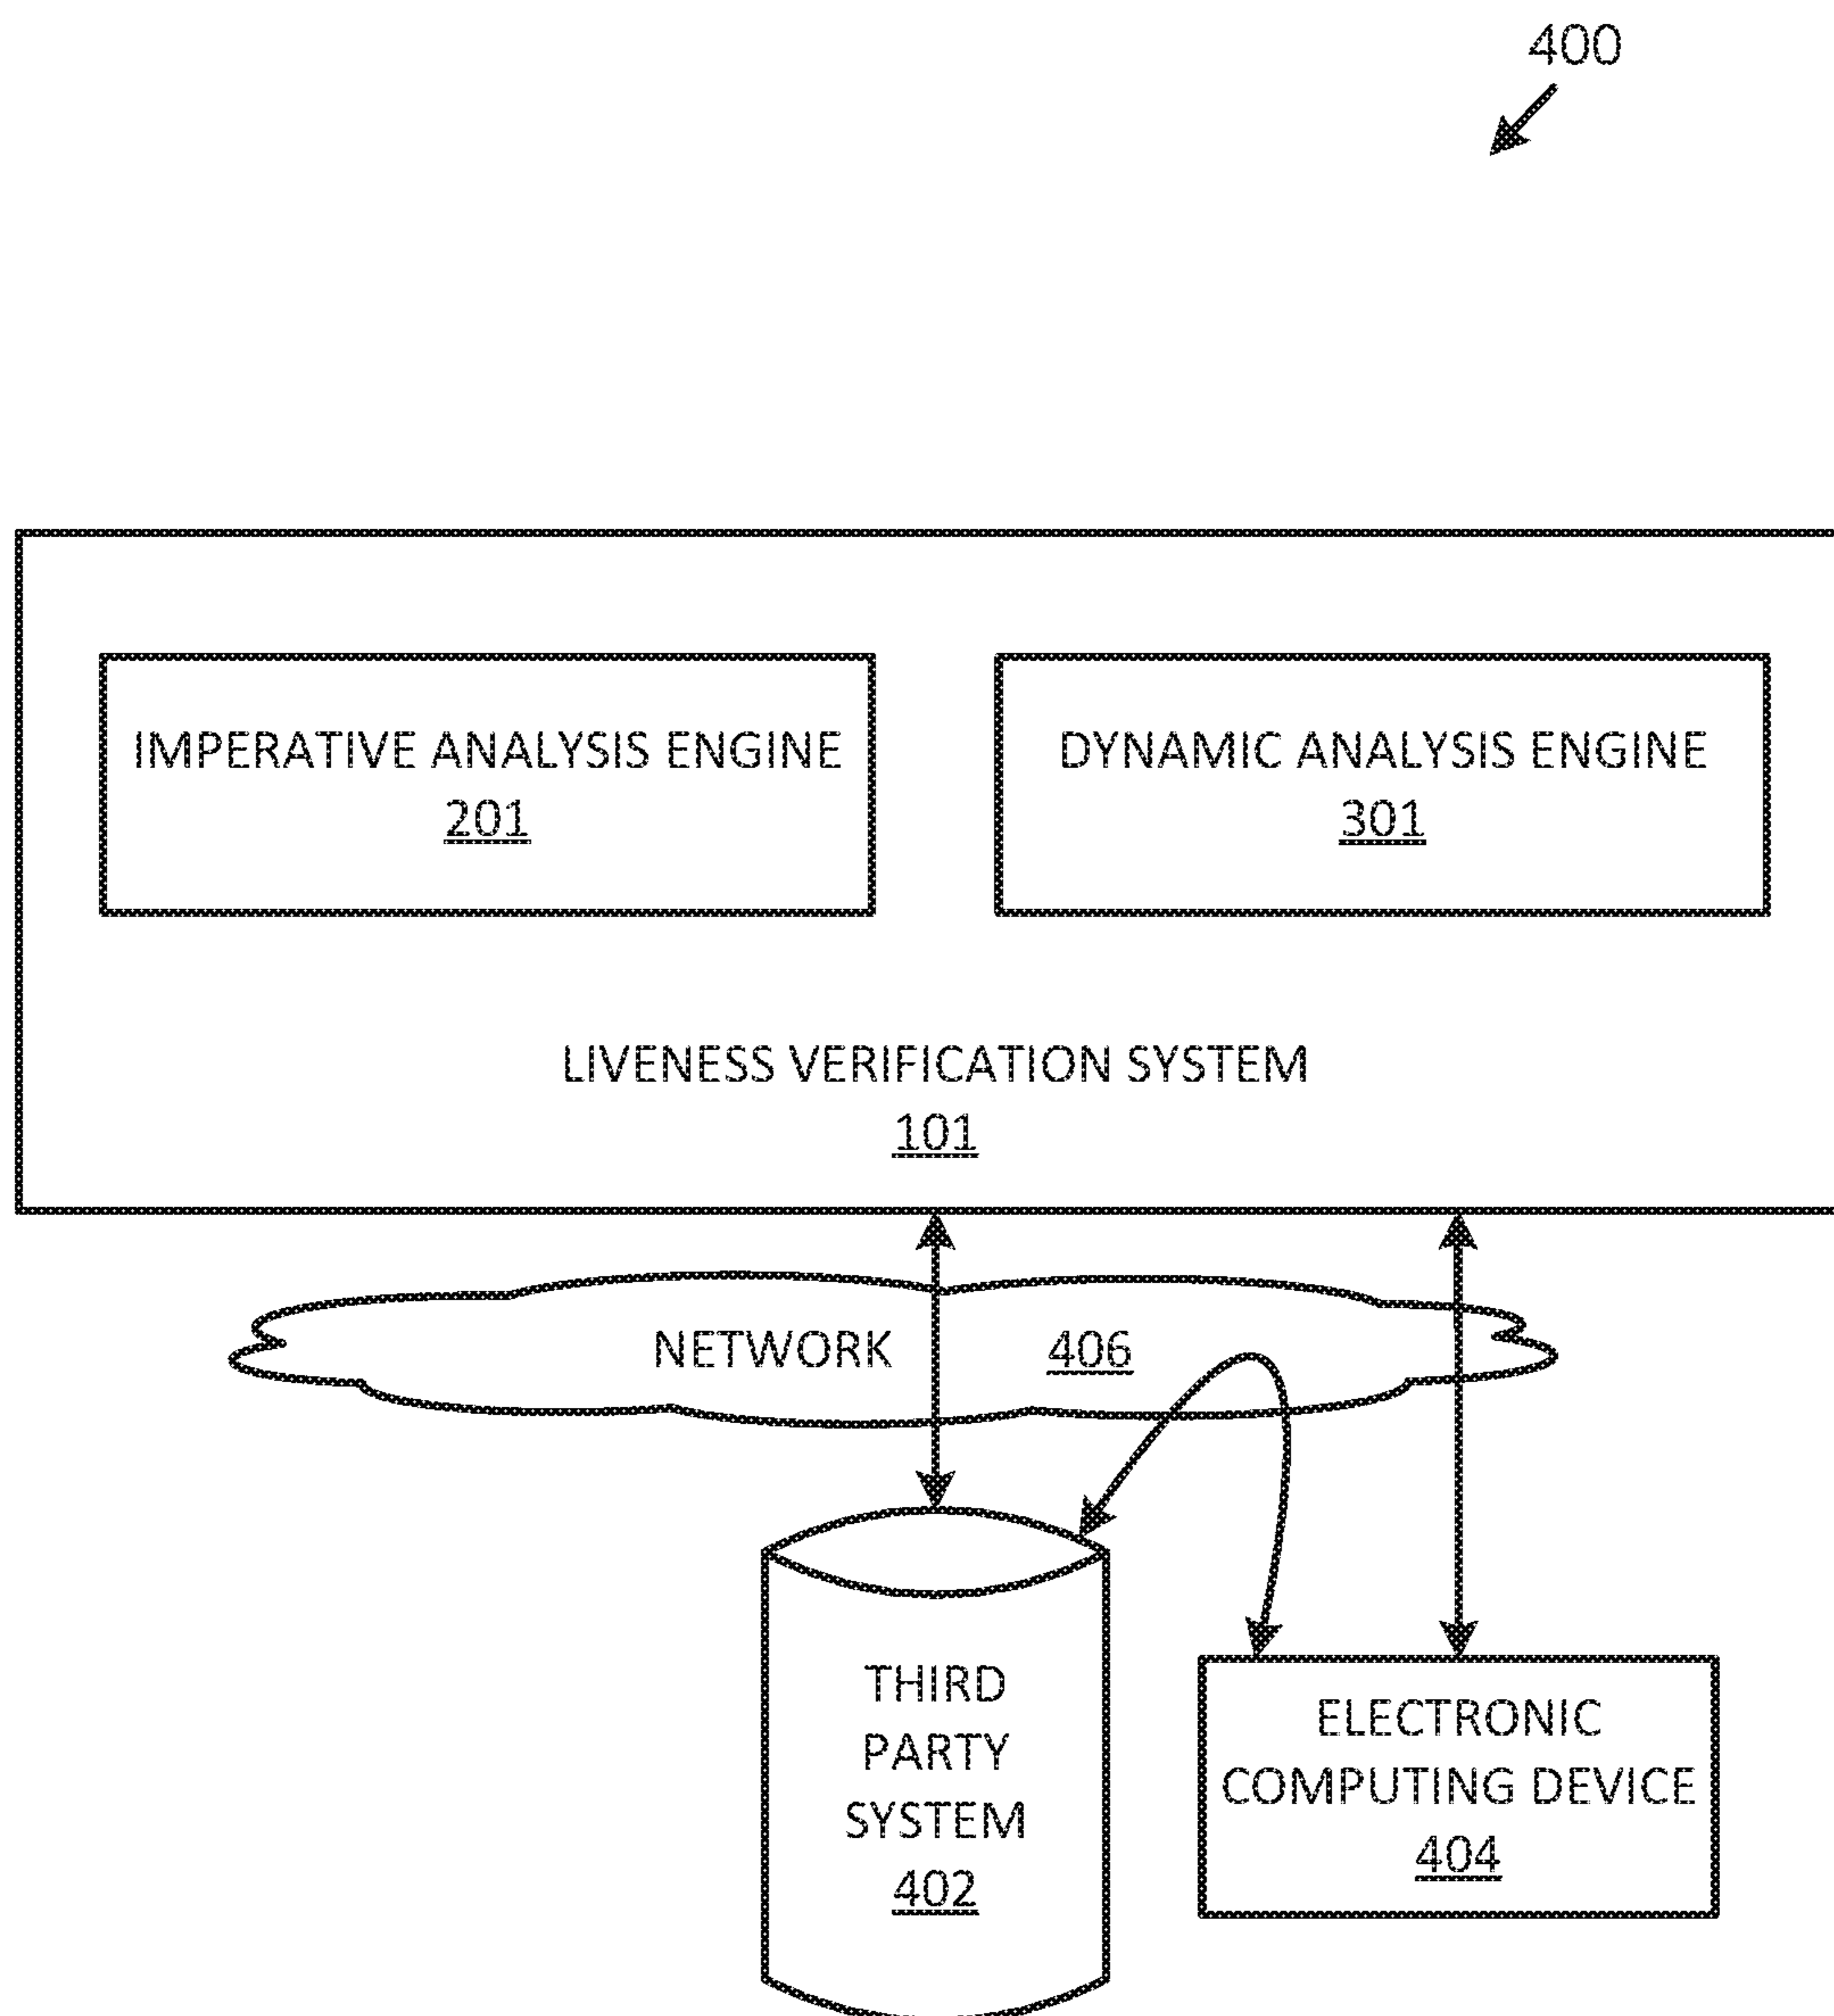 400
IMPERATIVE ANALYSIS ENGINE
201
DYNAMIC ANALYSIS ENGINE
301
LIVENESS VERIFICATION SYSTEM
101
NETWORK 406
THIRD
PARTY
SYSTEM
402
ELECTRONIC
COMPUTING DEVICE
404